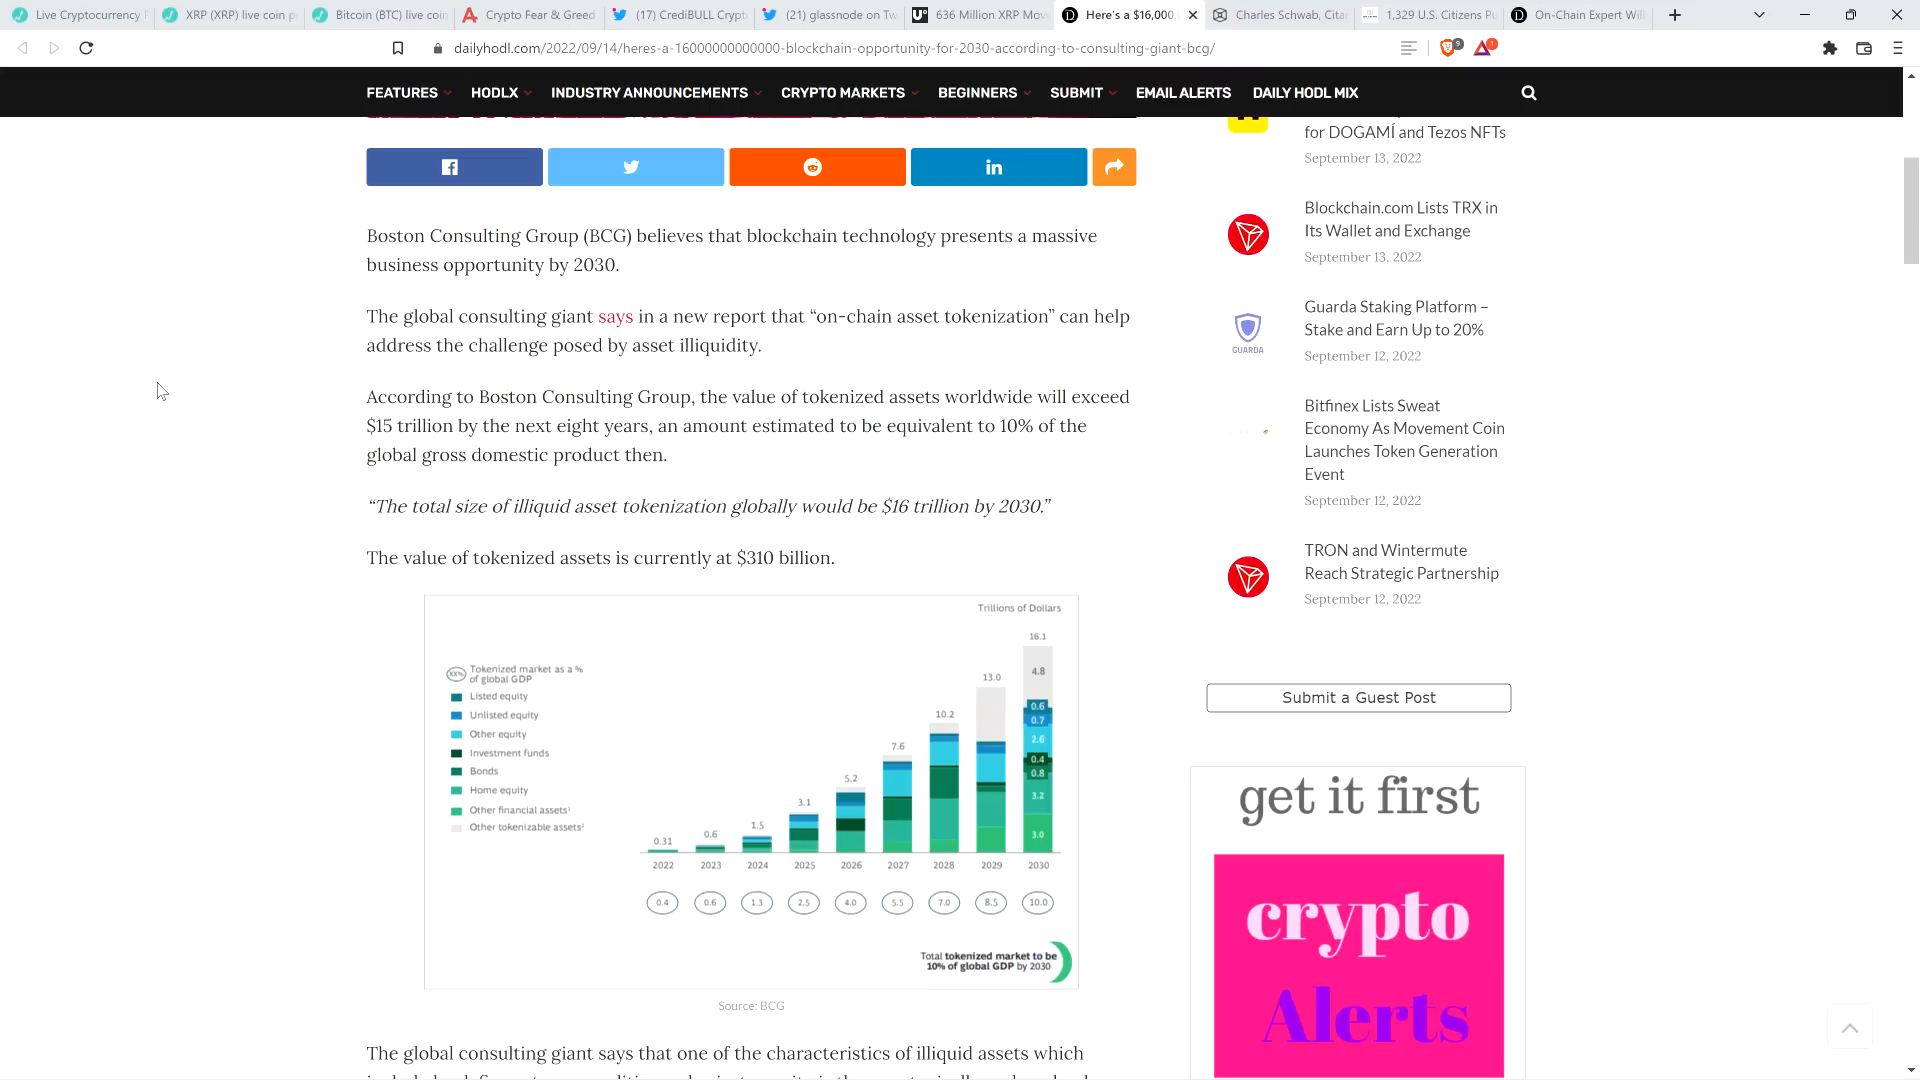 Live Cryptocurrency
XRP (XRP) live coin p
Bitcoin (BTC) live coin
Crypto Fear & Greed
(17) CrediBULL Crypt
(21) glassnode on Tw
636 Million XRP Mov
Here's a $16,000,
Charles Schwab, Cita
1,329 U.S. Citizens Pu
On-Chain Expert Will
dailyhodl.com/2022/09/14/heres-a-16000000000000-blockchain-opportunity-for-2030-according-to-consulting-giant-bcg/
9
1
FEATURES HODLX INDUSTRY ANNOUNCEMENTS CRYPTO MARKETS BEGINNERS SUBMIT EMAIL ALERTS DAILY HODL MIX
Boston Consulting Group (BCG) believes that blockchain technology presents a massive
business opportunity by 2030.
The global consulting giant says in a new report that “on-chain asset tokenization” can help
address the challenge posed by asset illiquidity.
According to Boston Consulting Group, the value of tokenized assets worldwide will exceed
$15 trillion by the next eight years, an amount estimated to be equivalent to 10% of the
global gross domestic product then.
“The total size of illiquid asset tokenization globally would be $16 trillion by 2030.”
The value of tokenized assets is currently at $310 billion.
Trillions of Dollars
XX%
Tokenized market as a %
of global GDP
Listed equity
Unlisted equity
Other equity
Investment funds
Bonds
Home equity
Other financial assets¹
Other tokenizable assets²
0.31 0.6 1.5 3.1 5.2 7.6 10.2 13.0 16.1
4.8
0.6
0.7
2.6
0.4
0.8
3.2
3.0
2022 2023 2024 2025 2026 2027 2028 2029 2030
0.4 0.6 1.3 2.5 4.0 5.5 7.0 8.5 10.0
Total tokenized market to be
10% of global GDP by 2030
Source: BCG
The global consulting giant says that one of the characteristics of illiquid assets which
for DOGAMÍ and Tezos NFTs
September 13, 2022
Blockchain.com Lists TRX in
Its Wallet and Exchange
September 13, 2022
GUARDA
Guarda Staking Platform –
Stake and Earn Up to 20%
September 12, 2022
Bitfinex Lists Sweat
Economy As Movement Coin
Launches Token Generation
Event
September 12, 2022
TRON and Wintermute
Reach Strategic Partnership
September 12, 2022
Submit a Guest Post
get it first
crypto
Alerts